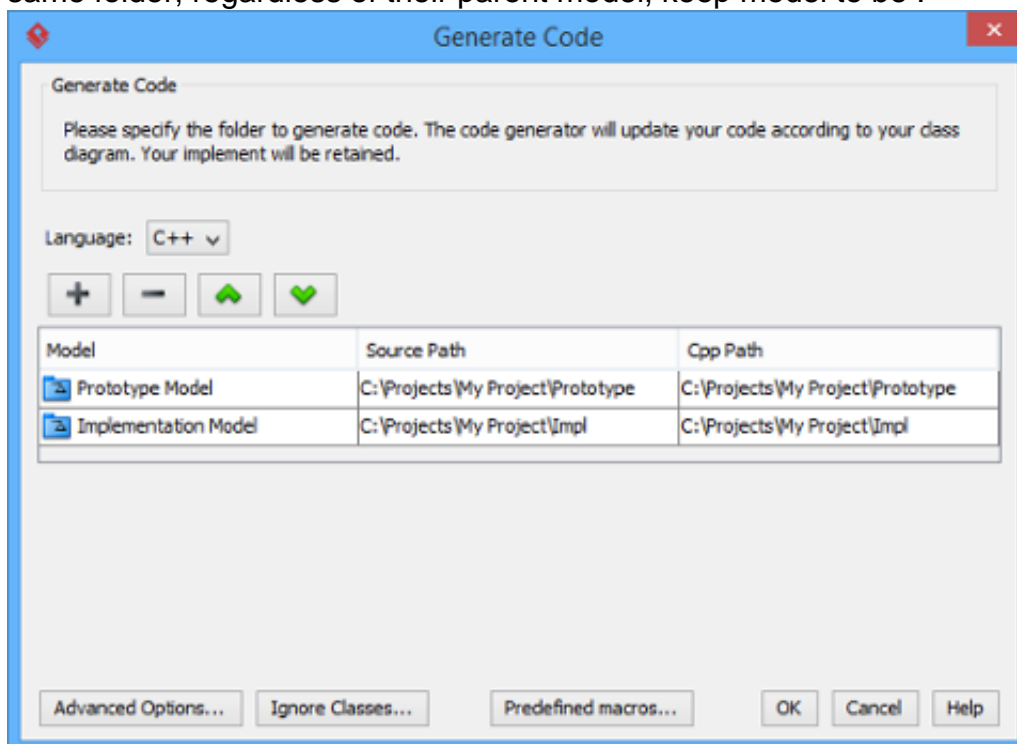 same folder, regardless of their parent model, keep model to be .
Generate Code
Generate Code
Please specify the folder to generate code. The code generator will update your code according to your class
diagram. Your implement will be retained.
Language: C++
Model Source Path Cpp Path
Prototype Model C:\Projects\My Project\Prototype C:\Projects\My Project\Prototype
Implementation Model C:\Projects\My Project\Impl C:\Projects\My Project\Impl
Advanced Options... Ignore Classes... Predefined macros... OK Cancel Help